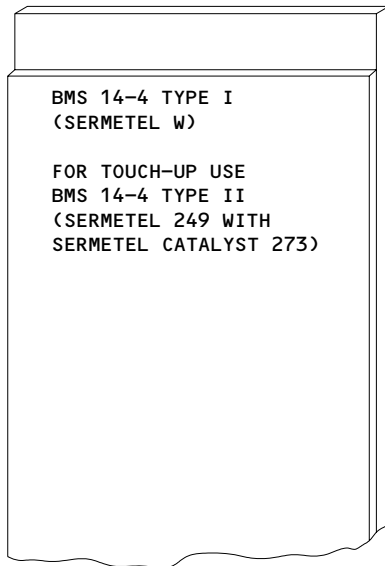 BMS 14-4 TYPE I
(SERMETEL W)
FOR TOUCH-UP USE
BMS 14-4 TYPE II
(SERMETEL 249 WITH
SERMETEL CATALYST 273)